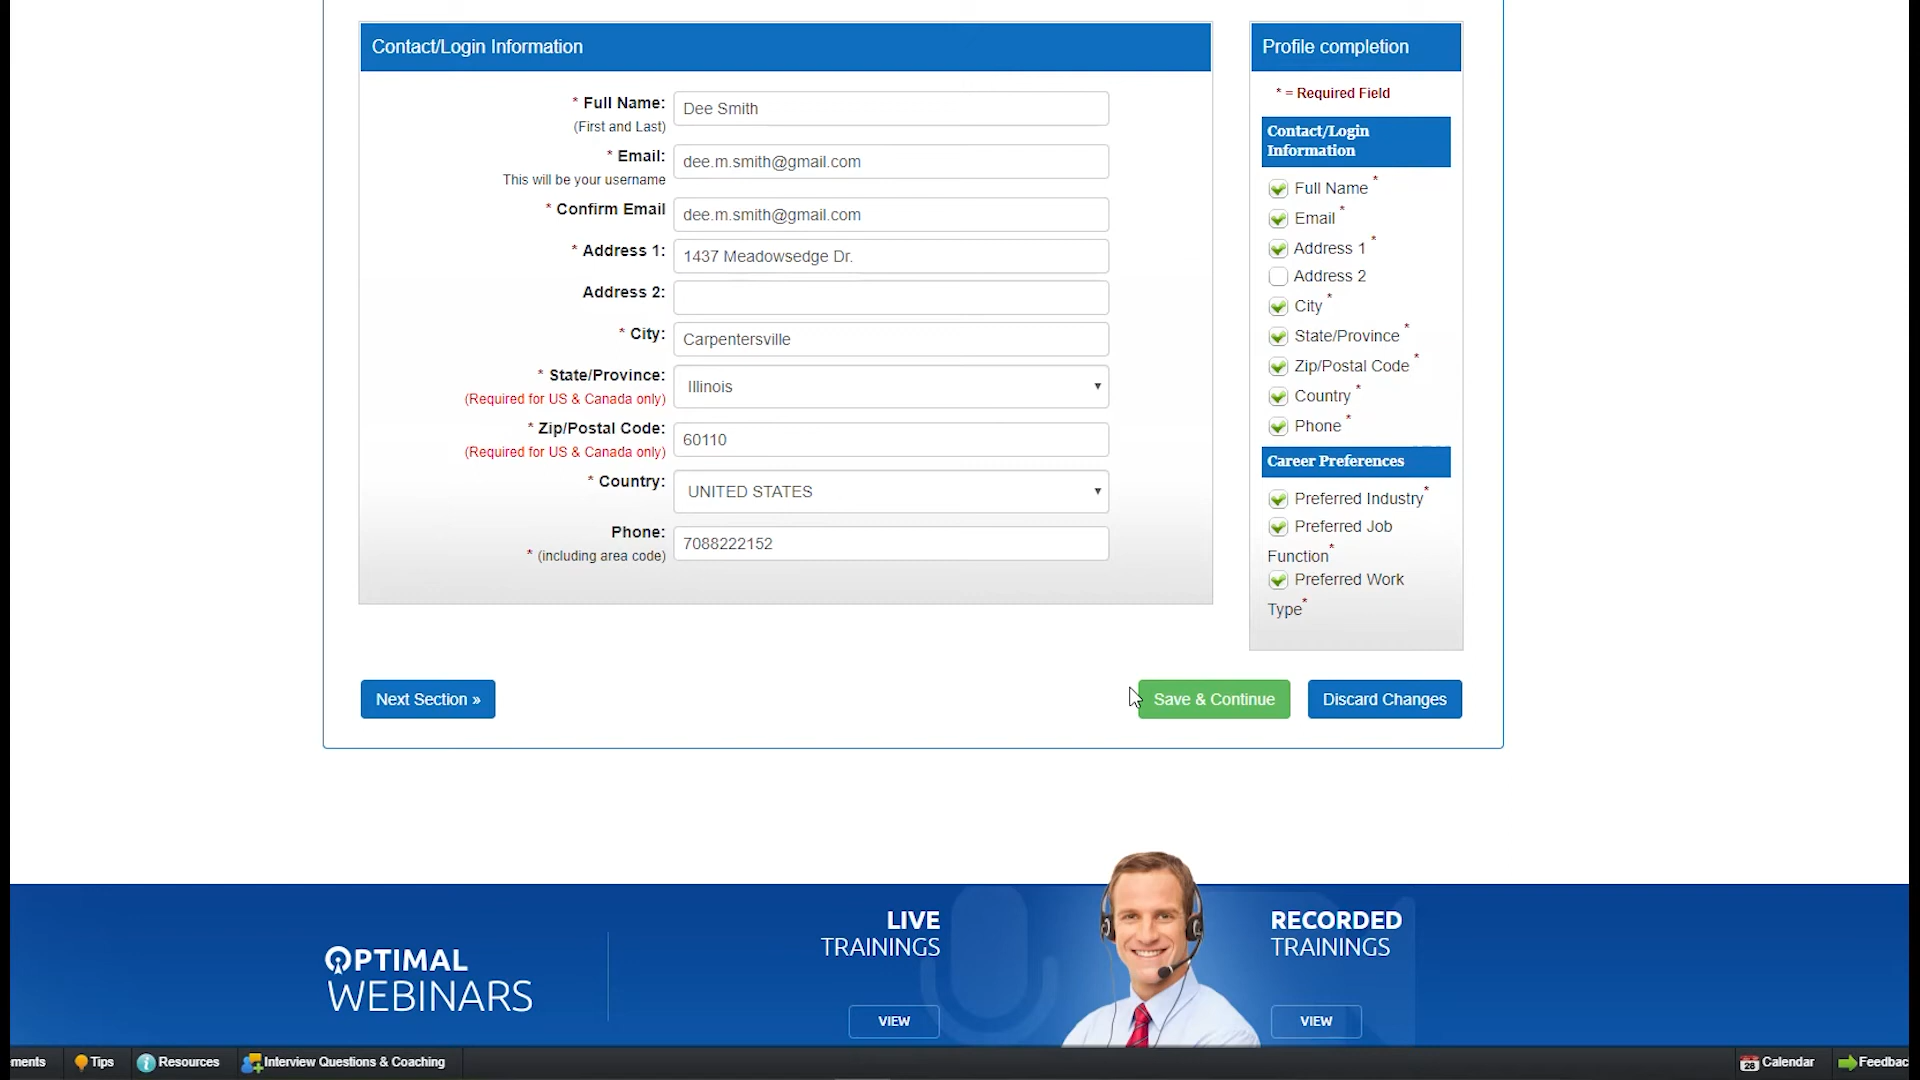 Contact/Login Information
* Full Name:
(First and Last)
Dee Smith
* Email:
This will be your username
dee.m.smith@gmail.com
* Confirm Email
dee.m.smith@gmail.com
* Address 1:
1437 Meadowsedge Dr.
Address 2:
* City:
Carpentersville
* State/Province:
(Required for US & Canada only)
Illinois
* Zip/Postal Code:
(Required for US & Canada only)
60110
* Country:
UNITED STATES
Phone:
* (including area code)
7088222152
Profile completion
* = Required Field
Contact/Login
Information
Full Name *
Email *
Address 1 *
Address 2
City *
State/Province *
Zip/Postal Code *
Country *
Phone *
Career Preferences
Preferred Industry *
Preferred Job
Function *
Preferred Work
Type *
Next Section »
Save & Continue
Discard Changes
OPTIMAL
WEBINARS
LIVE
TRAININGS
VIEW
RECORDED
TRAININGS
VIEW
ments
Tips
Resources
Interview Questions & Coaching
28
Calendar
Feedbac